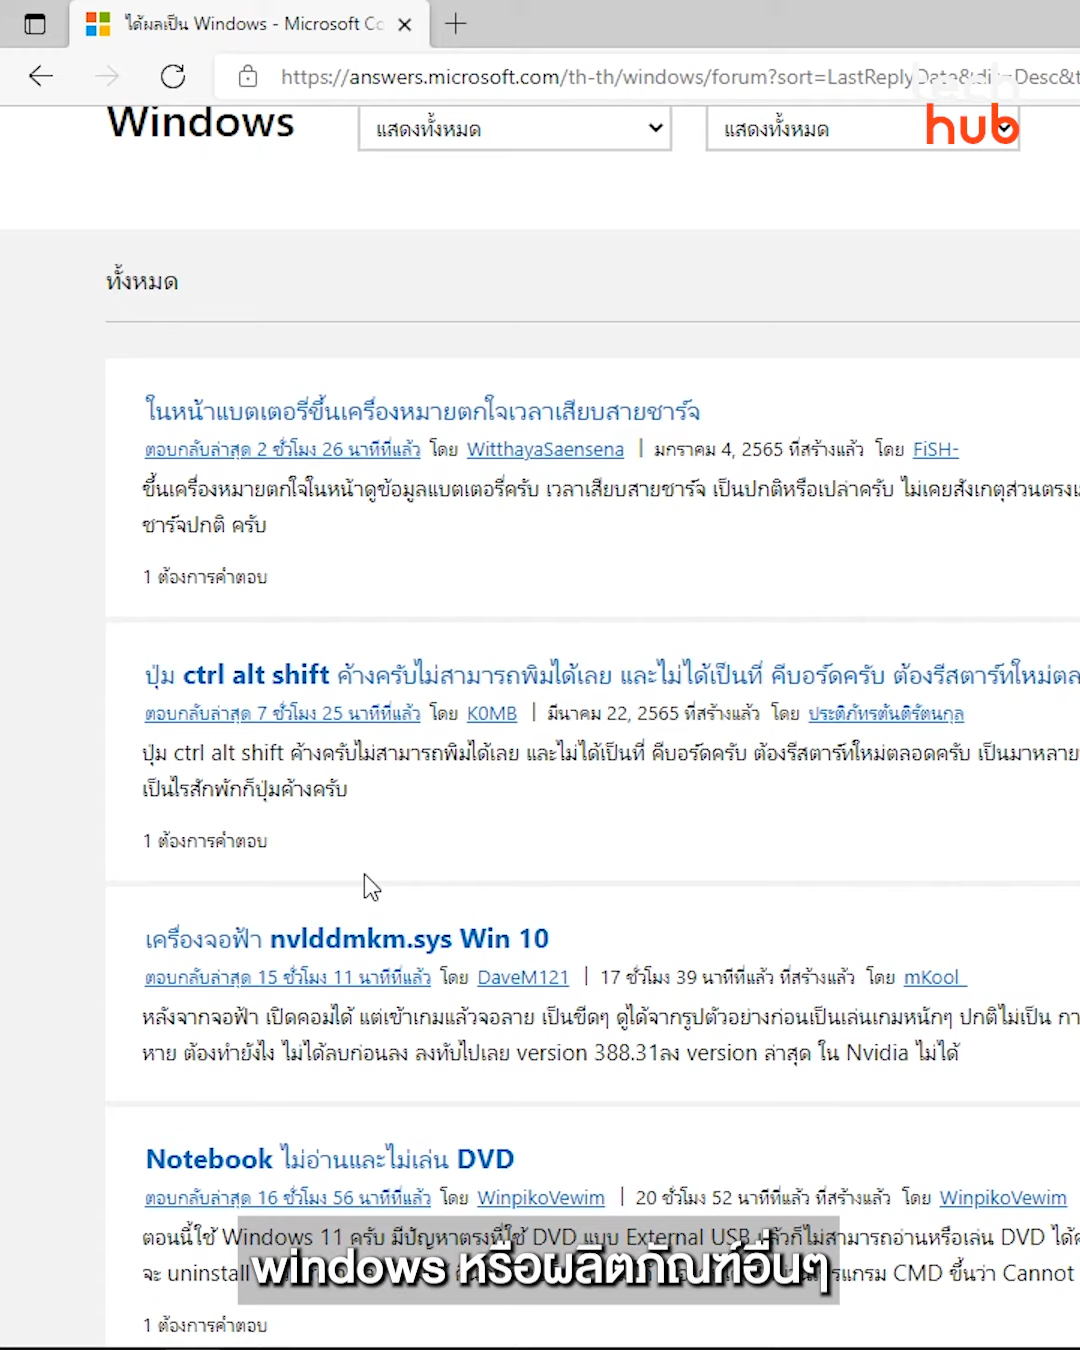 ได้ผลเป็น Windows - Microsoft Co
https://answers.microsoft.com/th-th/windows/forum?sort=LastReplyDate&dir=Desc&t
tech
hub
Windows
แสดงทั้งหมด
แสดงทั้งหมด
ทั้งหมด
ในหน้าแบตเตอรี่ขึ้นเครื่องหมายตกใจเวลาเสียบสายชาร์จ
ตอบกลับล่าสุด 2 ชั่วโมง 26 นาทีที่แล้ว โดย WitthayaSaensena | มกราคม 4, 2565 ที่สร้างแล้ว โดย FiSH-
ขึ้นเครื่องหมายตกใจในหน้าดูข้อมูลแบตเตอรี่ครับ เวลาเสียบสายชาร์จ เป็นปกติหรือเปล่าครับ ไม่เคยสังเกตุส่วนตรง
ชาร์จปกติ ครับ
1 ต้องการคำตอบ
ปุ่ม ctrl alt shift ค้างครับไม่สามารถพิมได้เลย และไม่ได้เป็นที่ คีบอร์ดครับ ต้องรีสตาร์ทใหม่ตล
ตอบกลับล่าสุด 7 ชั่วโมง 25 นาทีที่แล้ว โดย K0MB | มีนาคม 22, 2565 ที่สร้างแล้ว โดย ประติภัทรตันติรัตนกุล
ปุ่ม ctrl alt shift ค้างครับไม่สามารถพิมได้เลย และไม่ได้เป็นที่ คีบอร์ดครับ ต้องรีสตาร์ทใหม่ตลอดครับ เป็นมาหลาย
เป็นไรสักพักก็ปุ่มค้างครับ
1 ต้องการคำตอบ
เครื่องจอฟ้า nvlddmkm.sys Win 10
ตอบกลับล่าสุด 15 ชั่วโมง 11 นาทีที่แล้ว โดย DaveM121 | 17 ชั่วโมง 39 นาทีที่แล้ว ที่สร้างแล้ว โดย mKool_
หลังจากจอฟ้า เปิดคอมได้ แต่เข้าเกมแล้วจอลาย เป็นขีดๆ ดูได้จากรูปตัวอย่างก่อนเป็นเล่นเกมหนักๆ ปกติไม่เป็น กา
หาย ต้องทำยังไง ไม่ได้ลบก่อนลง ลงทับไปเลย version 388.31ลง version ล่าสุด ใน Nvidia ไม่ได้
Notebook ไม่อ่านและไม่เล่น DVD
ตอบกลับล่าสุด 16 ชั่วโมง 56 นาทีที่แล้ว โดย WinpikoVewim | 20 ชั่วโมง 52 นาทีที่แล้ว ที่สร้างแล้ว โดย WinpikoVewim
ตอนนี้ใช้ Windows 11 ครับ มีปัญหาตรงที่ใช้ DVD แบบ External USB แล้วก็ไม่สามารถอ่านหรือเล่น DVD ได้
จะ uninstall CMD ขึ้นว่า Cannot
windows หรือผลิตภัณฑ์อื่นๆ
1 ต้องการคำตอบ